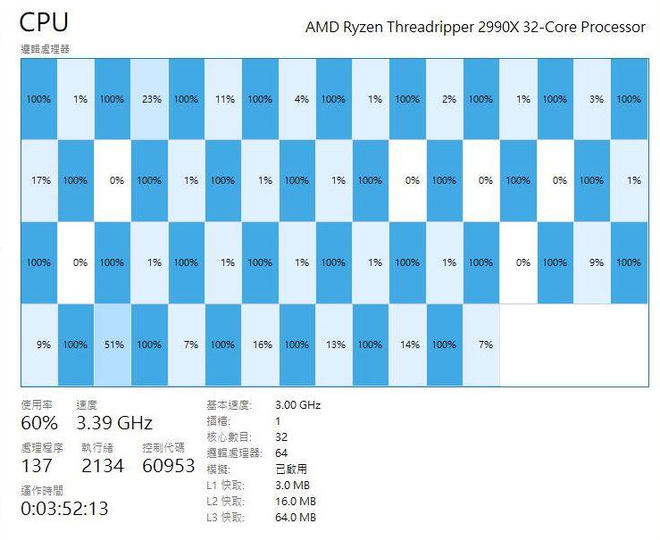 CPU
AMD Ryzen Threadripper 2990X 32-Core Processor
邏輯處理器
100% 1% 100% 23% 100% 11% 100% 4% 100% 1% 100% 2% 100% 1% 100% 3% 100%
17% 100% 0% 100% 1% 100% 1% 100% 1% 100% 0% 100% 0% 100% 0% 100% 1%
100% 0% 100% 1% 100% 1% 100% 1% 100% 1% 100% 1% 100% 0% 100% 9% 100%
9% 100% 51% 100% 7% 100% 16% 100% 13% 100% 14% 100% 7%
使用率 速度
60% 3.39 GHz
處理程序 執行緒 控制代碼
137 2134 60953
運作時間
0:03:52:13
基本速度: 3.00 GHz
插槽: 1
核心數目: 32
邏輯處理器: 64
模擬: 已啟用
L1 快取: 3.0 MB
L2 快取: 16.0 MB
L3 快取: 64.0 MB